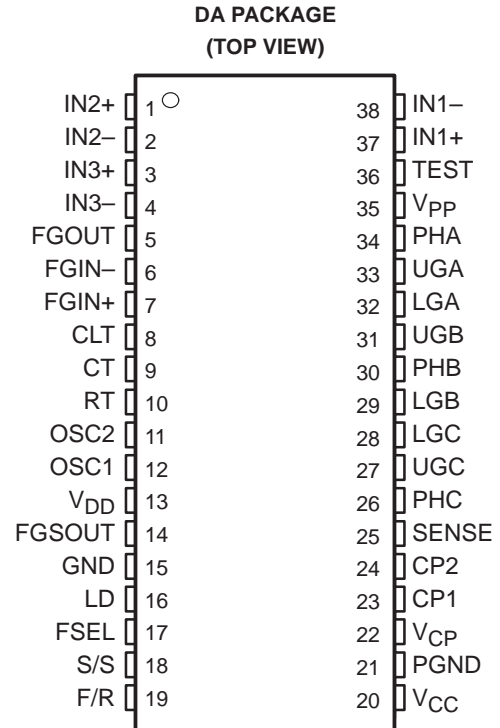 DA PACKAGE
(TOP VIEW)
IN2+ 1 38 IN1–
IN2– 2 37 IN1+
IN3+ 3 36 TEST
IN3– 4 35 VPP
FGOUT 5 34 PHA
FGIN– 6 33 UGA
FGIN+ 7 32 LGA
CLT 8 31 UGB
CT 9 30 PHB
RT 10 29 LGB
OSC2 11 28 LGC
OSC1 12 27 UGC
VDD 13 26 PHC
FGSOUT 14 25 SENSE
GND 15 24 CP2
LD 16 23 CP1
FSEL 17 22 VCP
S/S 18 21 PGND
F/R 19 20 VCC